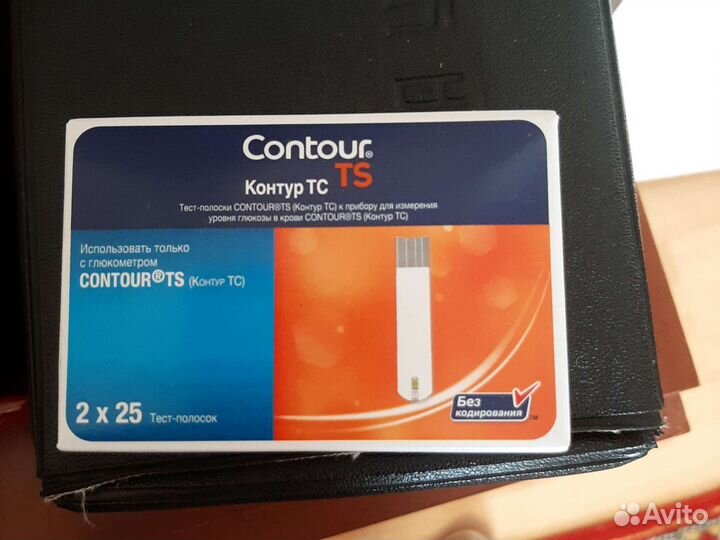 Contour®
TS
Контур ТС
Тест-полоски CONTOUR®TS (Контур ТС) к прибору для измерения
уровня глюкозы в крови CONTOUR®TS (Контур ТС)
Использовать только
с глюкометром
CONTOUR®TS (Контур ТС)
2 x 25 Тест-полосок
Без
кодирования™
Avito